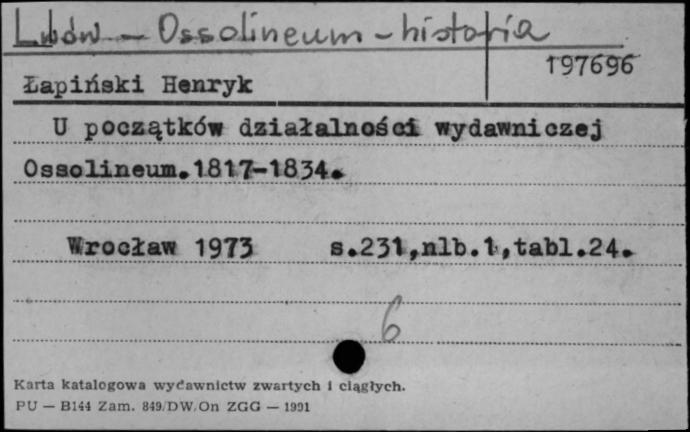 Lwów - Ossolineum - historia
197696
Łapiński Henryk
U początków działalności wydawniczej
Ossolineum.1817-1834.
Wrocław 1973 s.231,nlb.1,tabl.24.
6
Karta katalogowa wydawnictw zwartych i ciągłych.
PU — B144 Zam. 849/DW/On ZGG — 1991